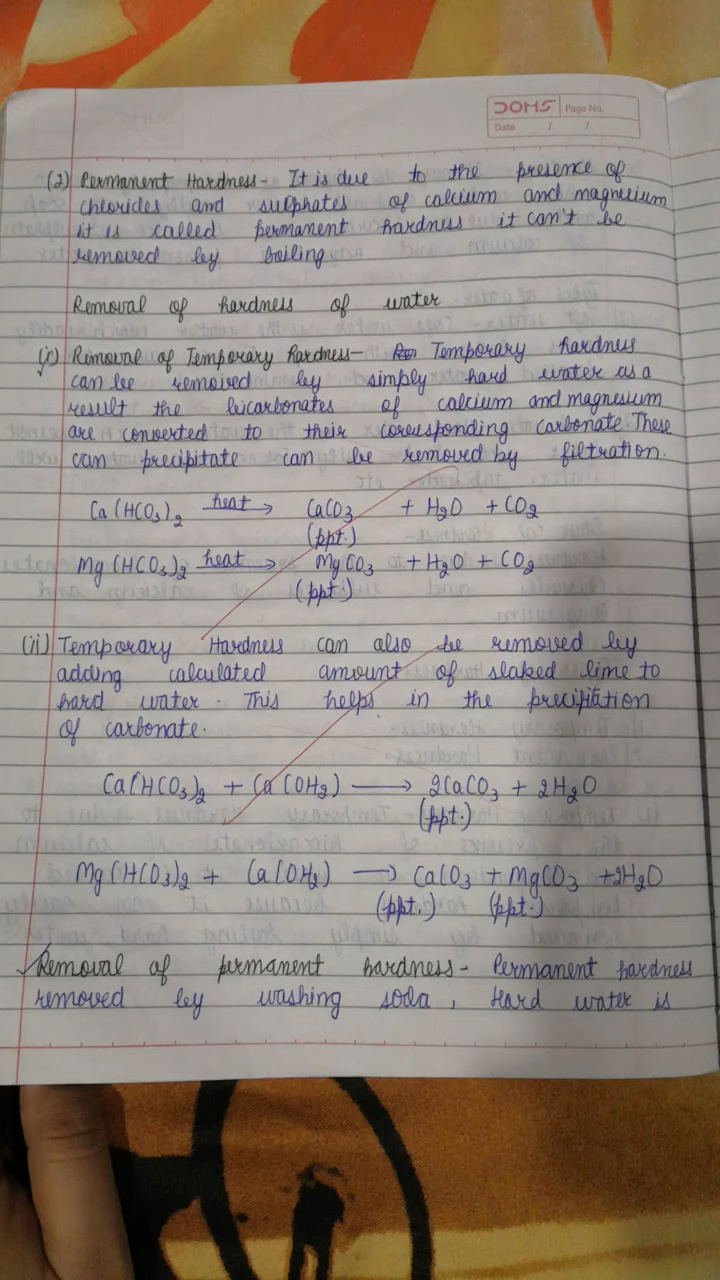 DOMS Page No.
Date / /
(2) Permanent Hardness - It is due to the presence of
chlorides and sulphates of calcium and magnesium
it is called permanent hardness it can't be
removed by boiling
Removal of hardness of water
(i) Removal of Temporary Hardness - Temporary hardnes
can be removed by simply hard water as a
result the bicarbonates of calcium and magnesium
are converted to their corresponding carbonate. These
can precipitate can be removed by filtration.
Ca(HCO3)2 heat → CaCO3 + H2O + CO2
(ppt.)
Mg(HCO3)2 heat → MgCO3 + H2O + CO2
(ppt.)
(ii) Temporary Hardness can also be removed by
adding calculated amount of slaked lime to
hard water. This helps in the precipitation
of carbonate.
Ca(HCO3)2 + Ca(OH2) → 2CaCO3 + 2H2O
(ppt.)
Mg(HCO3)2 + Ca(OH2) → CaCO3 + MgCO3 + 2H2O
(ppt.) (ppt.)
Removal of permanent hardness - Permanent hardness
removed by washing soda, Hard water is